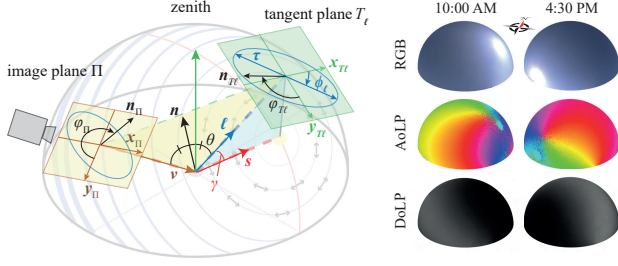 zenith
tangent plane T_ℓ
image plane Π
n_Π
φ_Π
x_Π
y_Π
n
θ
v
ℓ
γ
s
τ
x_Tℓ
n_Tℓ
ϕ_ℓ
φ_Tℓ
y_Tℓ
10:00 AM
4:30 PM
RGB
AoLP
DoLP